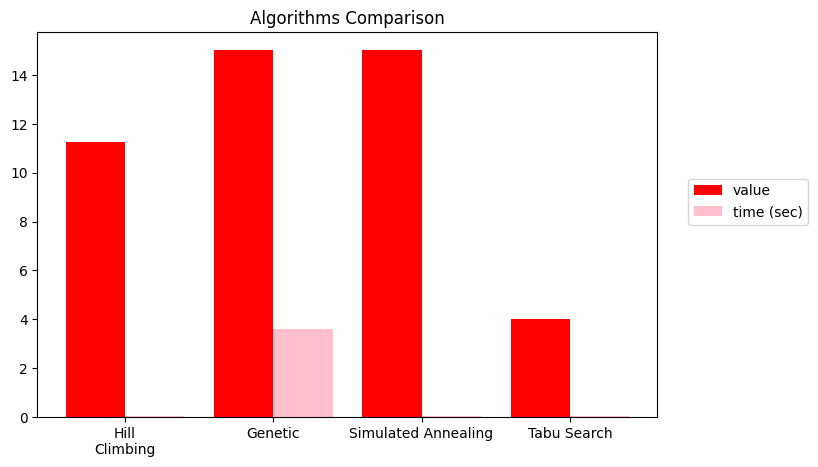 Algorithms Comparison
14
12
10
8
6
4
2
0
Hill
Climbing
Genetic
Simulated Annealing
Tabu Search
value
time (sec)